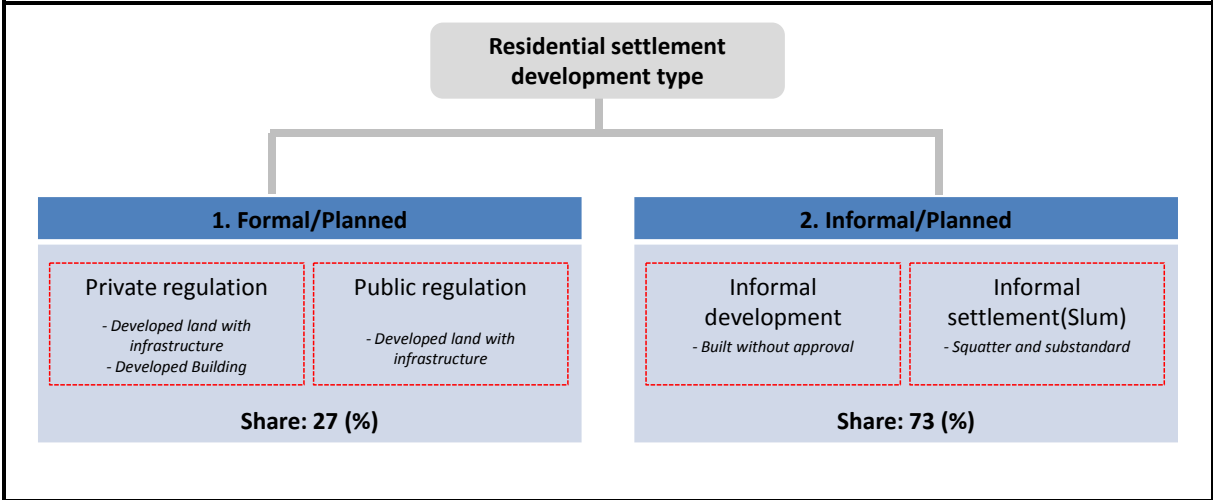 Residential settlement
development type
1. Formal/Planned
Private regulation
- Developed land with
infrastructure
- Developed Building
Public regulation
- Developed land with
infrastructure
Share: 27 (%)
2. Informal/Planned
Informal
development
- Built without approval
Informal
settlement(Slum)
- Squatter and substandard
Share: 73 (%)